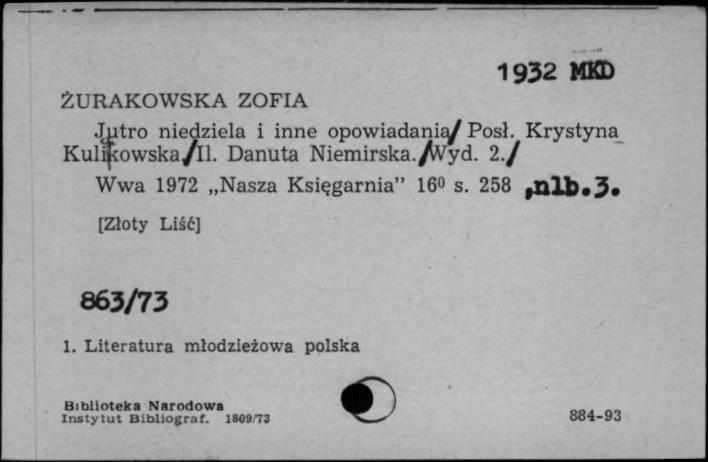 1932 MKD
ŻURAKOWSKA ZOFIA
Jutro niedziela i inne opowiadania/ Posł. Krystyna
Kulikowska./Il. Danuta Niemirska./Wyd. 2./
Wwa 1972 „Nasza Księgarnia” 16⁰ s. 258 ,nlb.3.
[Złoty Liść]
863/73
1. Literatura młodzieżowa polska
Biblioteka Narodowa
Instytut Bibliograf. 1809/73
884-93